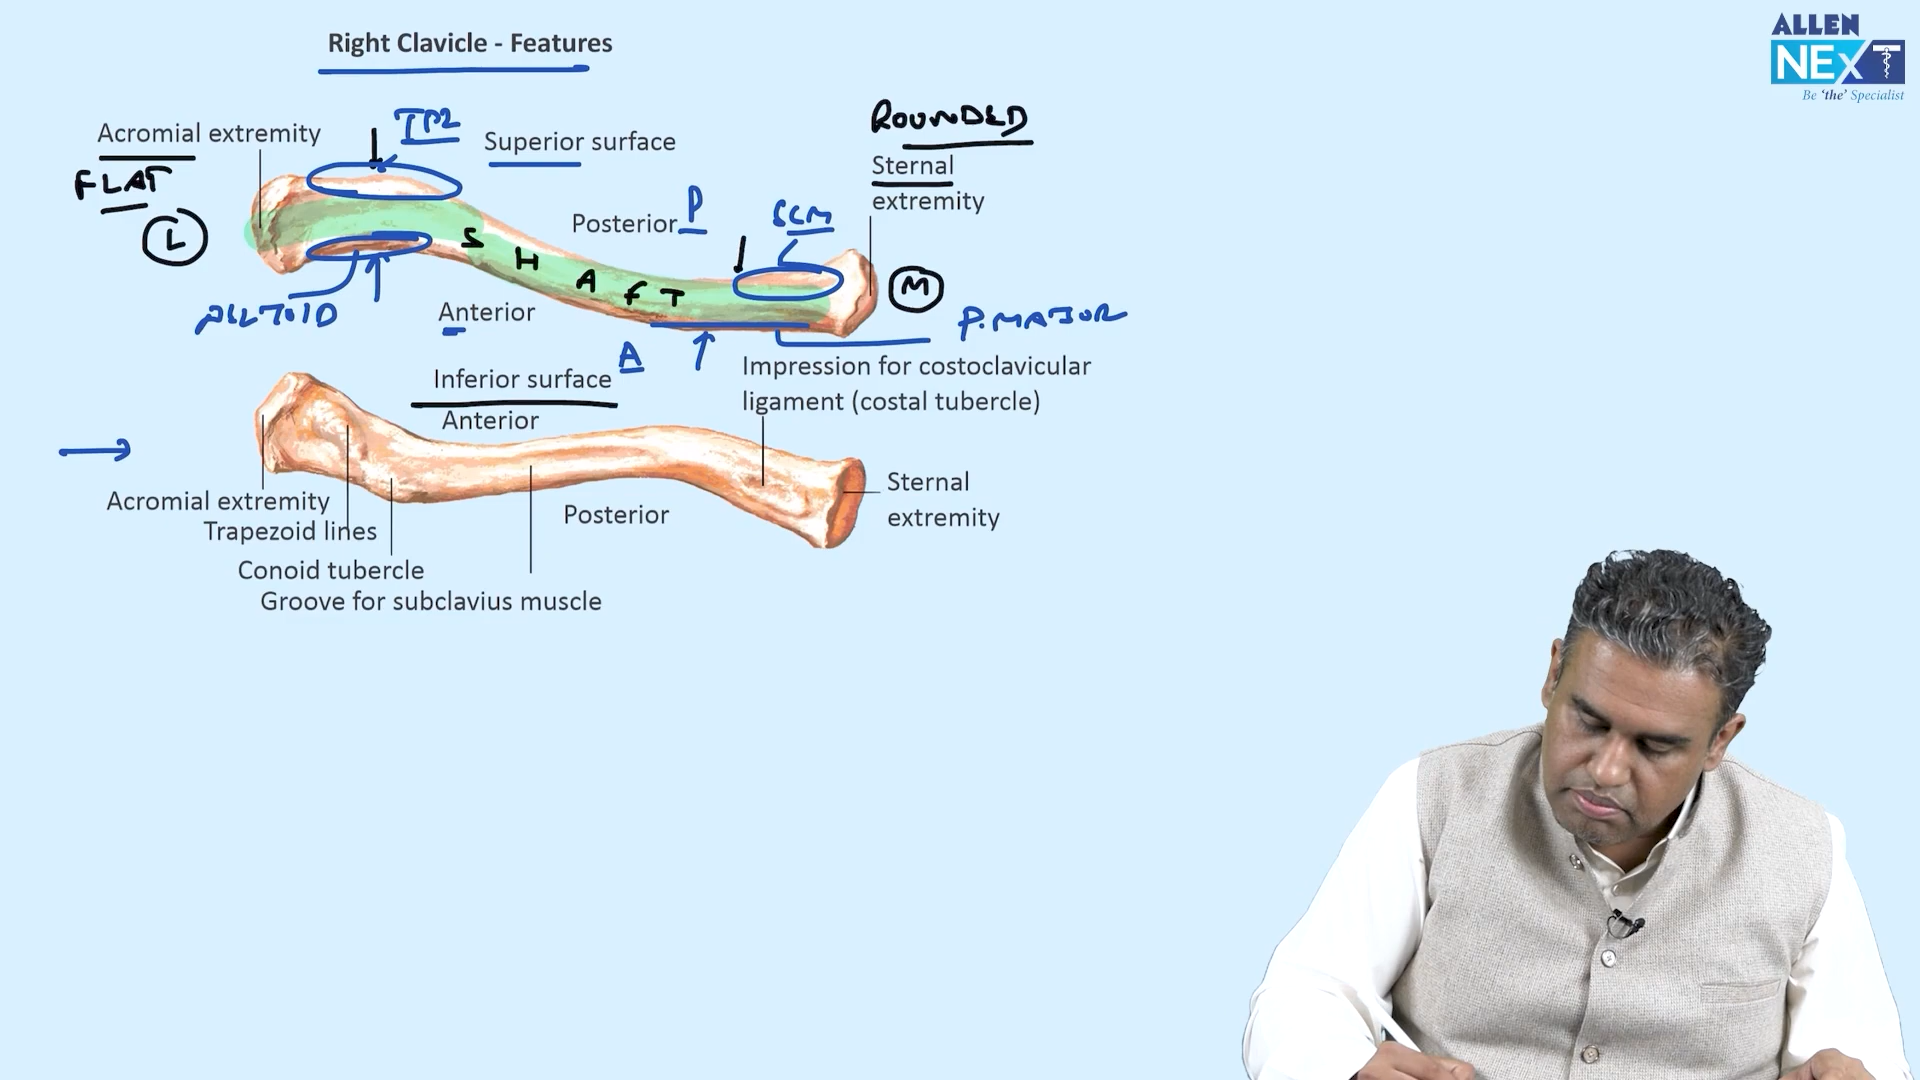 Right Clavicle - Features
ALLEN
NEXT
Be 'the' Specialist
TPZ
ROUNDED
Acromial extremity
Superior surface
Sternal
extremity
FLAT
L
Posterior P
SCM
S H A F T
M
DELTOID
Anterior
P. MAJOR
A
Impression for costoclavicular
ligament (costal tubercle)
Inferior surface
Anterior
Acromial extremity
Trapezoid lines
Posterior
Sternal
extremity
Conoid tubercle
Groove for subclavius muscle